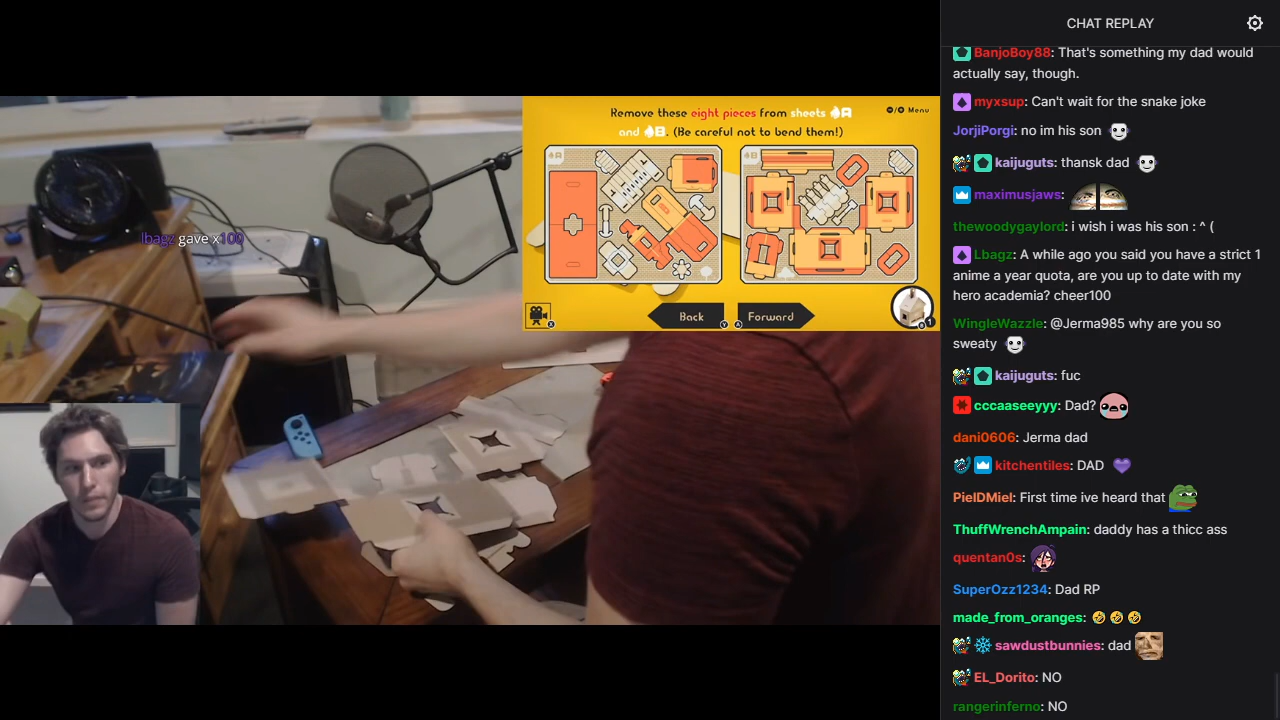 CHAT REPLAY
BanjoBoy88: That's something my dad would
actually say, though.
myxsup: Can't wait for the snake joke
JorjiPorgi: no im his son
kaijuguts: thansk dad
maximusjaws:
thewoodygaylord: i wish i was his son : ^ (
Lbagz: A while ago you said you have a strict 1
anime a year quota, are you up to date with my
hero academia? cheer100
WingleWazzle: @Jerma985 why are you so
sweaty
kaijuguts: fuc
cccaaseeyyy: Dad?
dani0606: Jerma dad
kitchentiles: DAD
PielDMiel: First time ive heard that
ThuffWrenchAmpain: daddy has a thicc ass
quentan0s:
SuperOzz1234: Dad RP
made_from_oranges:
sawdustbunnies: dad
EL_Dorito: NO
rangerinferno: NO
Remove these eight pieces from sheets A
and B. (Be careful not to bend them!)
Menu
A
B
Back
Forward
X
Y
A
B
1
lbagz gave x100